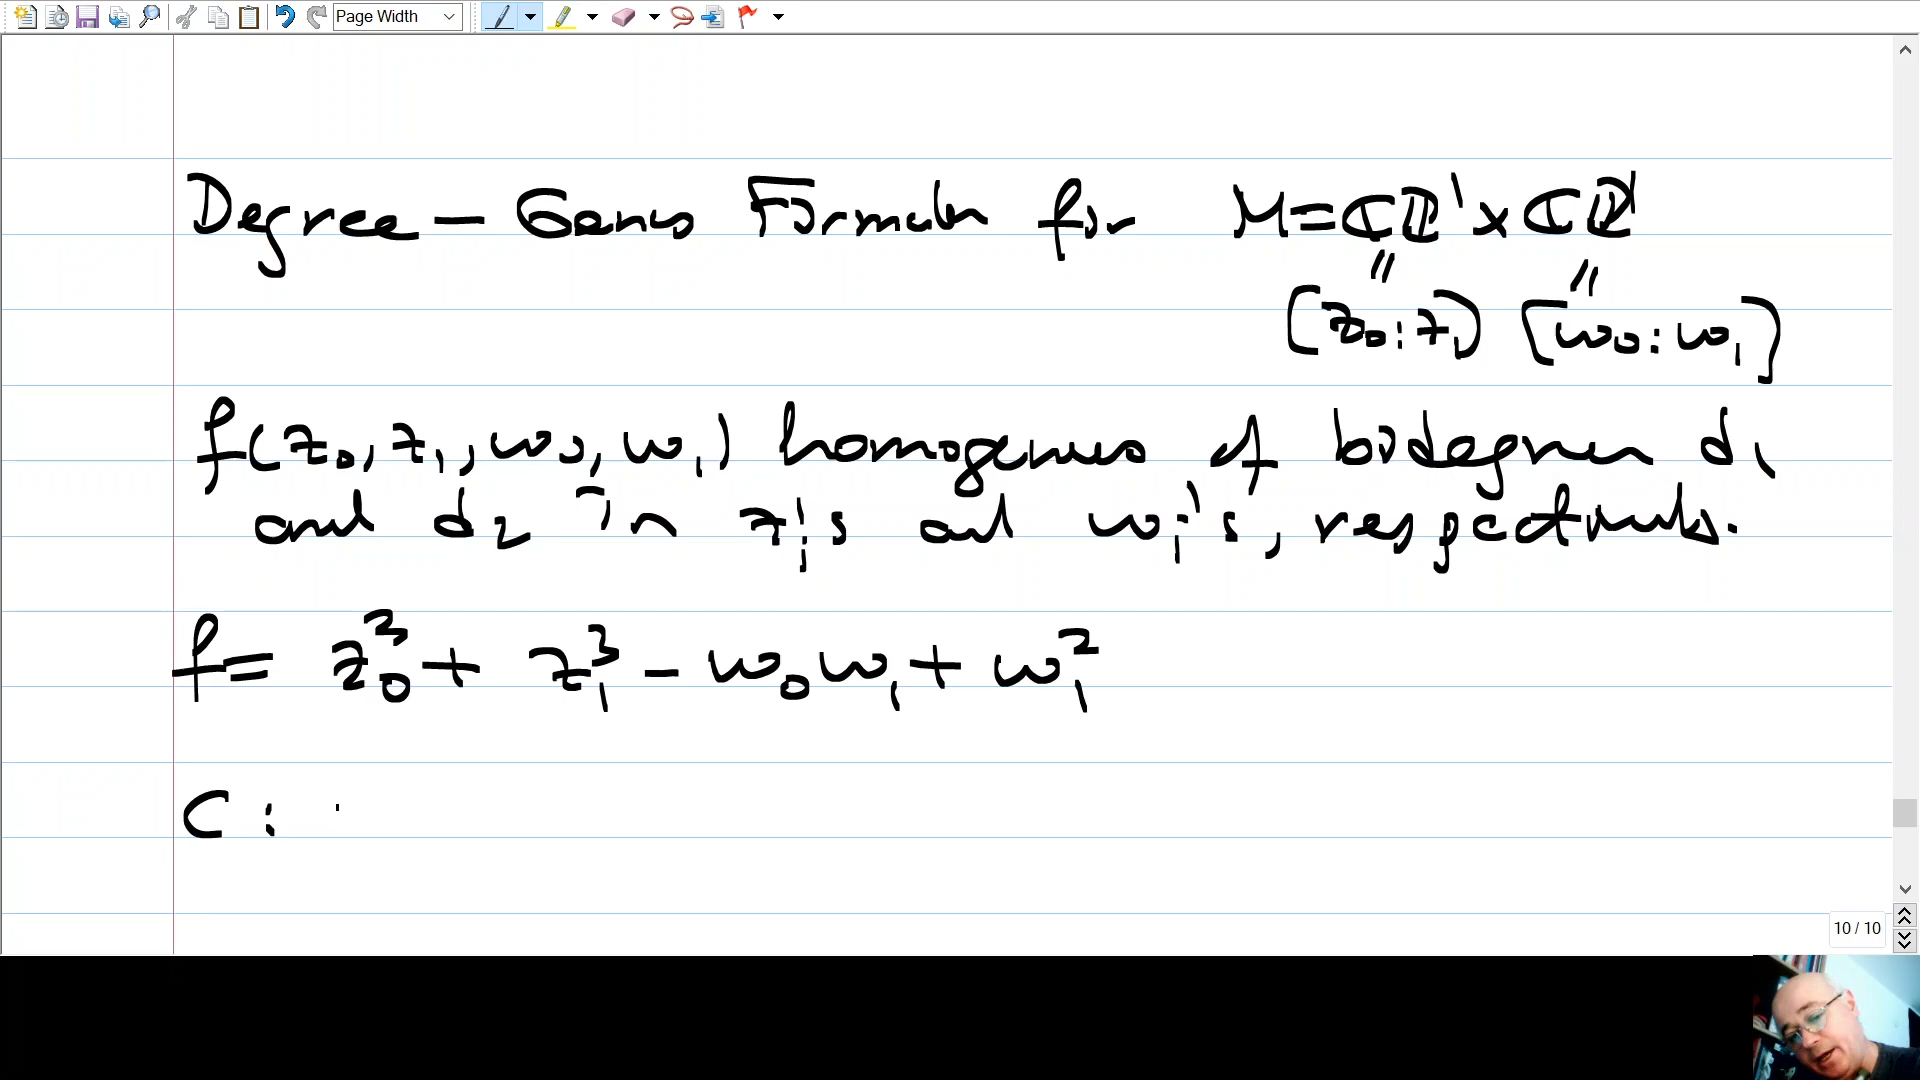 Page Width
Degree - Genus Formula for M = ℂℙ¹ × ℂℙ¹
" "
[z₀:z₁] [w₀:w₁]
f(z₀, z₁, w₀, w₁) homogenus of bidegree d₁
and d₂ in zᵢ's and wᵢ's, respectively.
f = z₀³ + z₁³ - w₀w₁ + w₁²
C :
10 / 10